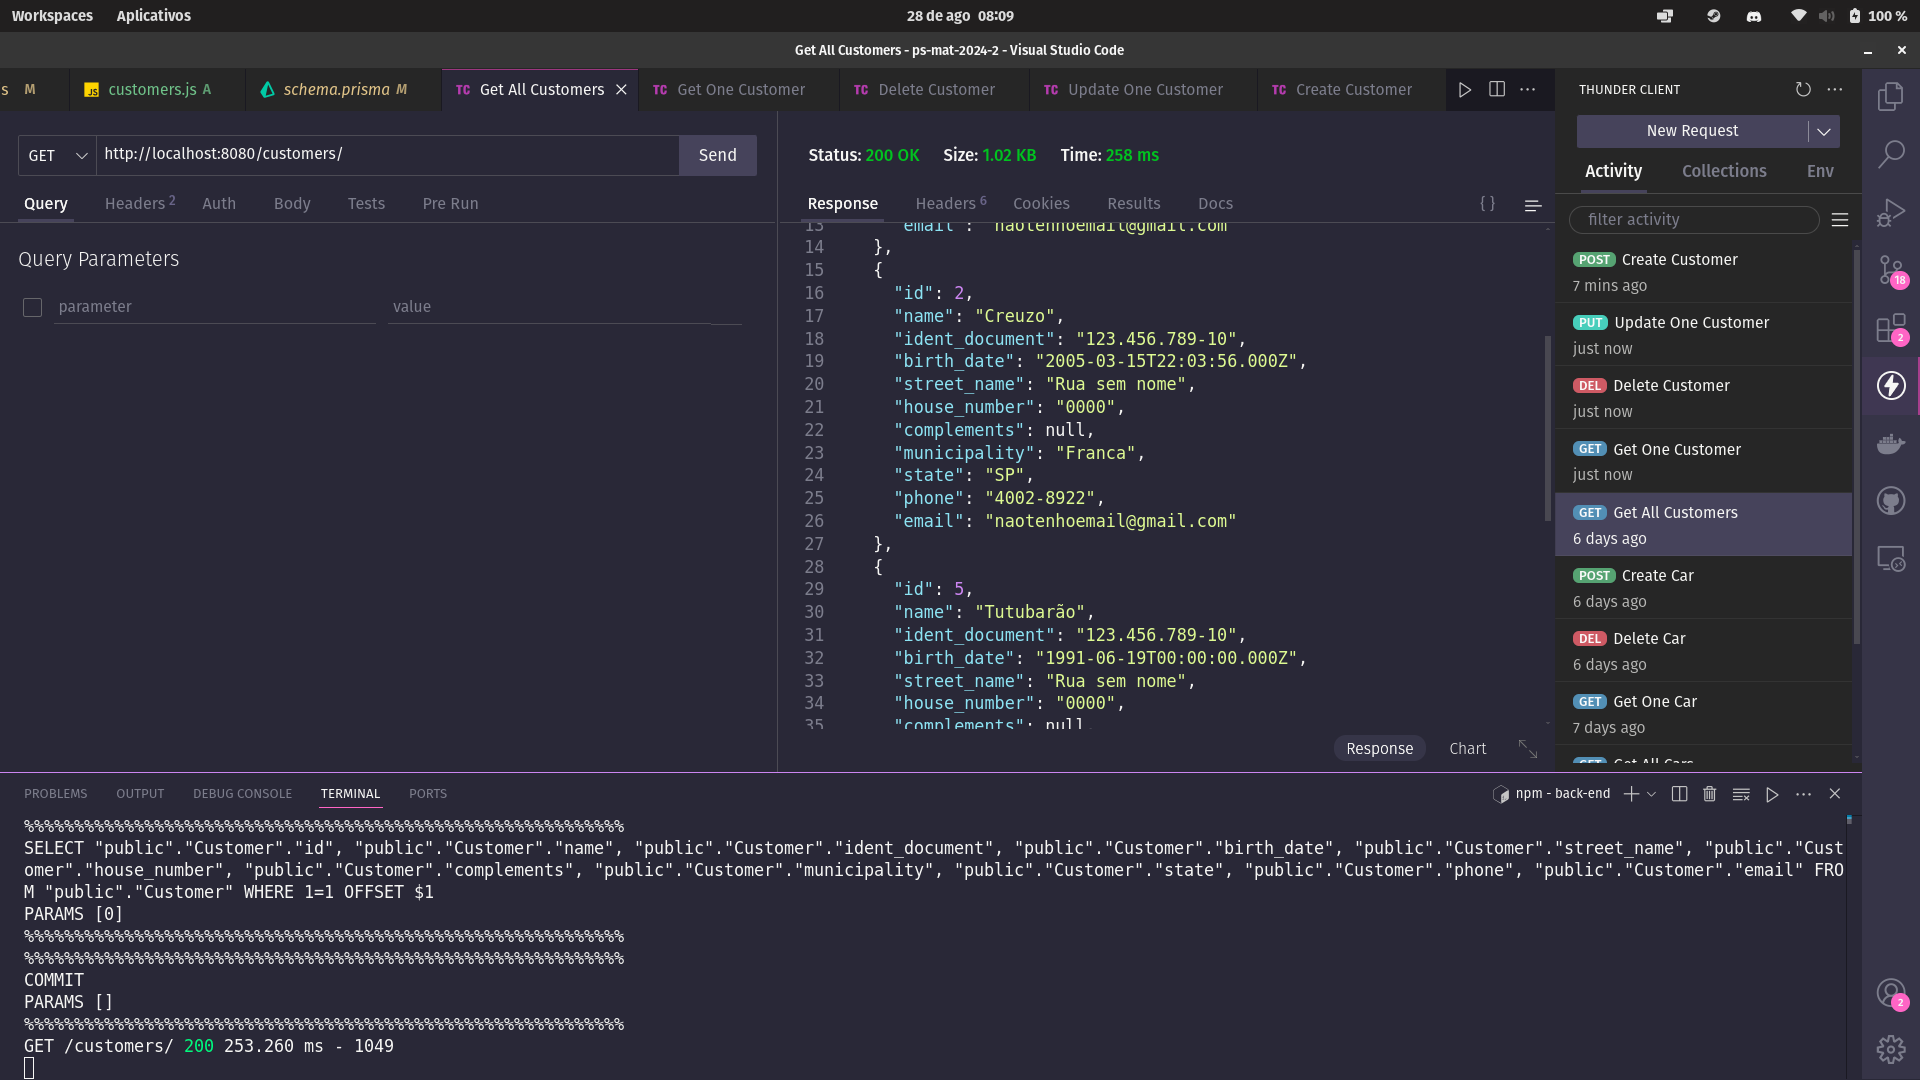 Workspaces Aplicativos 28 de ago 08:09 100 %
Get All Customers - ps-mat-2024-2 - Visual Studio Code
s M customers.js A schema.prisma M TC Get All Customers TC Get One Customer TC Delete Customer TC Update One Customer TC Create Customer
GET http://localhost:8080/customers/ Send
Query Headers 2 Auth Body Tests Pre Run
Query Parameters
parameter value
Status: 200 OK Size: 1.02 KB Time: 258 ms
Response Headers 6 Cookies Results Docs { }
13 "email": "naotenhoemail@gmail.com"
14 },
15 {
16 "id": 2,
17 "name": "Creuzo",
18 "ident_document": "123.456.789-10",
19 "birth_date": "2005-03-15T22:03:56.000Z",
20 "street_name": "Rua sem nome",
21 "house_number": "0000",
22 "complements": null,
23 "municipality": "Franca",
24 "state": "SP",
25 "phone": "4002-8922",
26 "email": "naotenhoemail@gmail.com"
27 },
28 {
29 "id": 5,
30 "name": "Tutubarão",
31 "ident_document": "123.456.789-10",
32 "birth_date": "1991-06-19T00:00:00.000Z",
33 "street_name": "Rua sem nome",
34 "house_number": "0000",
35 "complements": null,
Response Chart
THUNDER CLIENT
New Request
Activity Collections Env
filter activity
POST Create Customer
7 mins ago
PUT Update One Customer
just now
DEL Delete Customer
just now
GET Get One Customer
just now
GET Get All Customers
6 days ago
POST Create Car
6 days ago
DEL Delete Car
6 days ago
GET Get One Car
7 days ago
GET Get All Cars
18
2
2
PROBLEMS OUTPUT DEBUG CONSOLE TERMINAL PORTS npm - back-end
%%%%%%%%%%%%%%%%%%%%%%%%%%%%%%%%%%%%%%%%%%%%%%%%%%%%%%%%%%%%
SELECT "public"."Customer"."id", "public"."Customer"."name", "public"."Customer"."ident_document", "public"."Customer"."birth_date", "public"."Customer"."street_name", "public"."Cust
omer"."house_number", "public"."Customer"."complements", "public"."Customer"."municipality", "public"."Customer"."state", "public"."Customer"."phone", "public"."Customer"."email" FRO
M "public"."Customer" WHERE 1=1 OFFSET $1
PARAMS [0]
%%%%%%%%%%%%%%%%%%%%%%%%%%%%%%%%%%%%%%%%%%%%%%%%%%%%%%%%%%%%
%%%%%%%%%%%%%%%%%%%%%%%%%%%%%%%%%%%%%%%%%%%%%%%%%%%%%%%%%%%%
COMMIT
PARAMS []
%%%%%%%%%%%%%%%%%%%%%%%%%%%%%%%%%%%%%%%%%%%%%%%%%%%%%%%%%%%%
GET /customers/ 200 253.260 ms - 1049